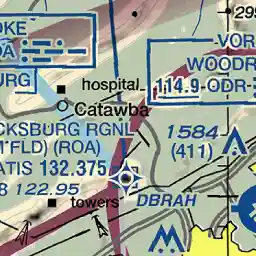 OKE
VOR
299
OA
WOODR
URG
hospital
114.9 ODR
Catawba
CKSBURG RGNL
1584
(411)
M'FLD) (ROA)
ATIS 132.375
8 122.95
towers
DBRAH